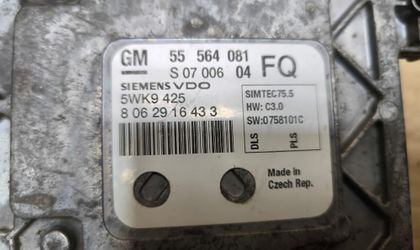 GM 55 564 081
S 07 006 04 FQ
SIEMENS VDO
5WK9 425
8 06 29 16 43 3
SIMTEC75.5
HW: C3.0
SW:0758101C
DLS
PLS
Made in
Czech Rep.